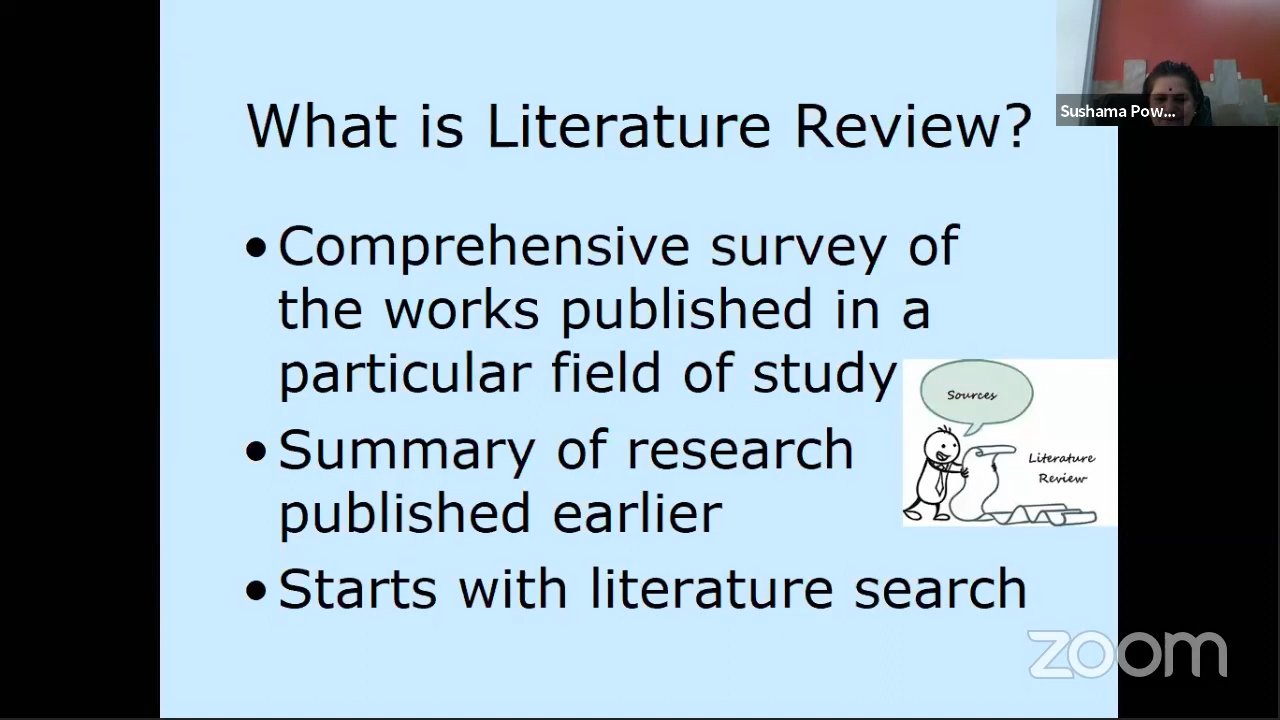 What is Literature Review?
Sushama Pow...
• Comprehensive survey of
the works published in a
particular field of study
Sources
Literature
Review
• Summary of research
published earlier
• Starts with literature search
zoom